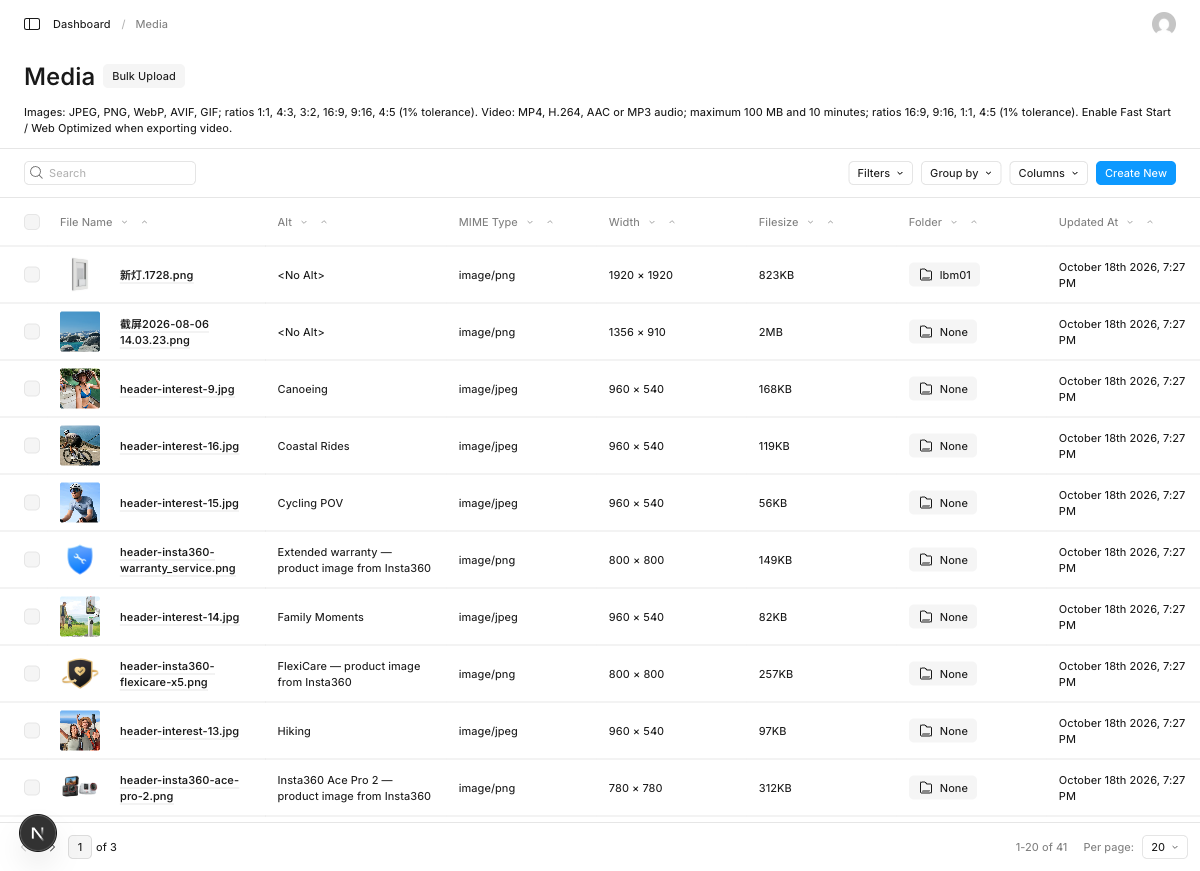 Dashboard / Media
Media
Bulk Upload
Images: JPEG, PNG, WebP, AVIF, GIF; ratios 1:1, 4:3, 3:2, 16:9, 9:16, 4:5 (1% tolerance). Video: MP4, H.264, AAC or MP3 audio; maximum 100 MB and 10 minutes; ratios 16:9, 9:16, 1:1, 4:5 (1% tolerance). Enable Fast Start
/ Web Optimized when exporting video.
Search
Filters
Group by
Columns
Create New
File Name
Alt
MIME Type
Width
Filesize
Folder
Updated At
新灯.1728.png
<No Alt>
image/png
1920 × 1920
823KB
lbm01
October 18th 2026, 7:27
PM
截屏2026-08-06
14.03.23.png
<No Alt>
image/png
1356 × 910
2MB
None
October 18th 2026, 7:27
PM
header-interest-9.jpg
Canoeing
image/jpeg
960 × 540
168KB
None
October 18th 2026, 7:27
PM
header-interest-16.jpg
Coastal Rides
image/jpeg
960 × 540
119KB
None
October 18th 2026, 7:27
PM
header-interest-15.jpg
Cycling POV
image/jpeg
960 × 540
56KB
None
October 18th 2026, 7:27
PM
header-insta360-
warranty_service.png
Extended warranty —
product image from Insta360
image/png
800 × 800
149KB
None
October 18th 2026, 7:27
PM
header-interest-14.jpg
Family Moments
image/jpeg
960 × 540
82KB
None
October 18th 2026, 7:27
PM
header-insta360-
flexicare-x5.png
FlexiCare — product image
from Insta360
image/png
800 × 800
257KB
None
October 18th 2026, 7:27
PM
header-interest-13.jpg
Hiking
image/jpeg
960 × 540
97KB
None
October 18th 2026, 7:27
PM
header-insta360-ace-
pro-2.png
Insta360 Ace Pro 2 —
product image from Insta360
image/png
780 × 780
312KB
None
October 18th 2026, 7:27
PM
N
1 of 3
1-20 of 41
Per page:
20